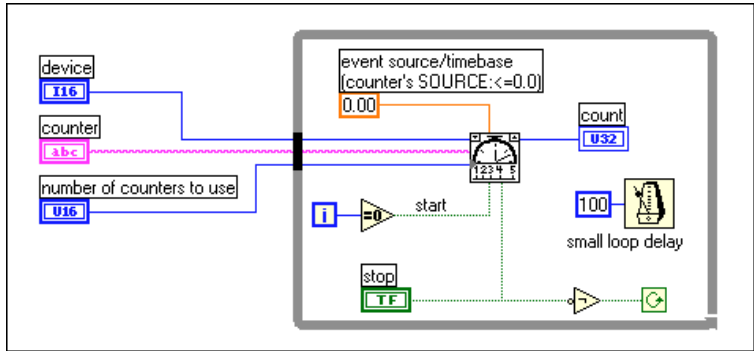 device
I16
counter
abc
number of counters to use
U16
event source/timebase
(counter's SOURCE:<=0.0)
0.00
count
U32
1 2 3 4 5
i
=0
start
100
small loop delay
stop
TF